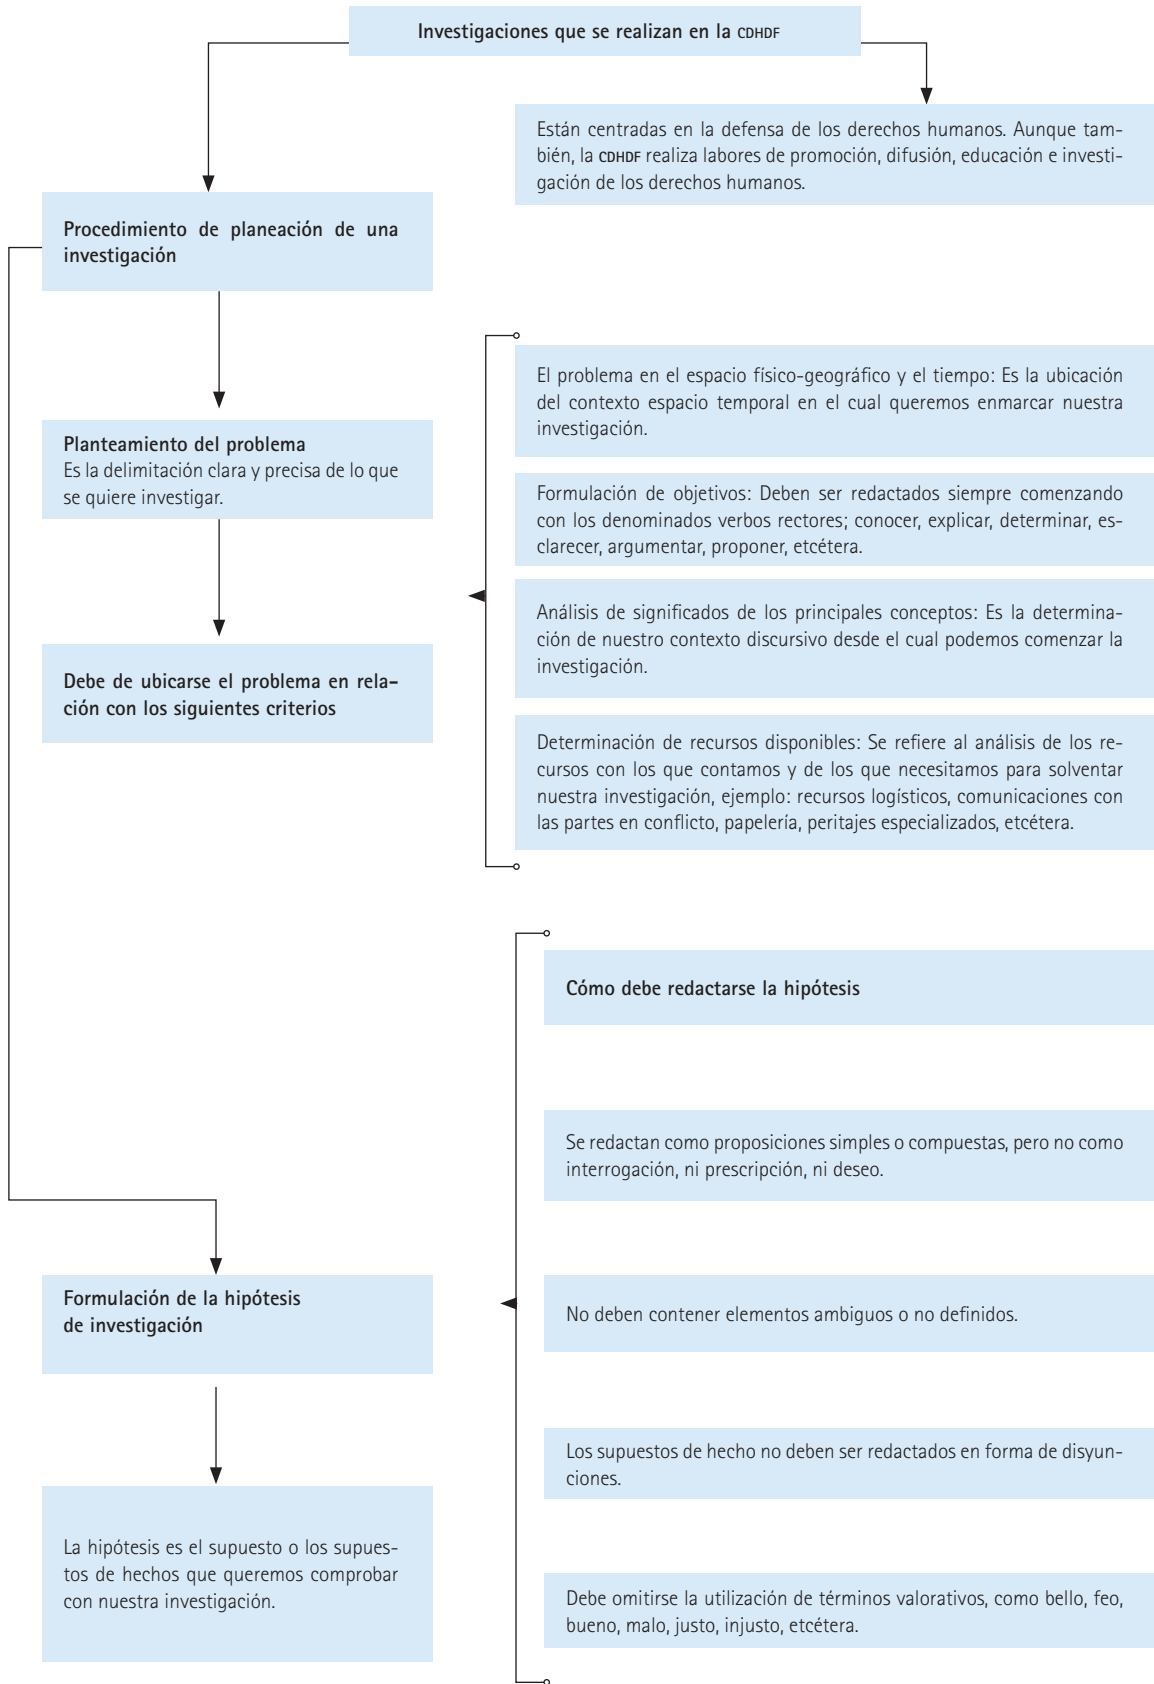 Investigaciones que se realizan en la CDHDF
Están centradas en la defensa de los derechos humanos. Aunque tam-
bién, la CDHDF realiza labores de promoción, difusión, educación e investi-
gación de los derechos humanos.
Procedimiento de planeación de una
investigación
Planteamiento del problema
Es la delimitación clara y precisa de lo que
se quiere investigar.
Debe de ubicarse el problema en rela-
ción con los siguientes criterios
El problema en el espacio físico-geográfico y el tiempo: Es la ubicación
del contexto espacio temporal en el cual queremos enmarcar nuestra
investigación.
Formulación de objetivos: Deben ser redactados siempre comenzando
con los denominados verbos rectores; conocer, explicar, determinar, es-
clarecer, argumentar, proponer, etcétera.
Análisis de significados de los principales conceptos: Es la determina-
ción de nuestro contexto discursivo desde el cual podemos comenzar la
investigación.
Determinación de recursos disponibles: Se refiere al análisis de los re-
cursos con los que contamos y de los que necesitamos para solventar
nuestra investigación, ejemplo: recursos logísticos, comunicaciones con
las partes en conflicto, papelería, peritajes especializados, etcétera.
Formulación de la hipótesis
de investigación
La hipótesis es el supuesto o los supues-
tos de hechos que queremos comprobar
con nuestra investigación.
Cómo debe redactarse la hipótesis
Se redactan como proposiciones simples o compuestas, pero no como
interrogación, ni prescripción, ni deseo.
No deben contener elementos ambiguos o no definidos.
Los supuestos de hecho no deben ser redactados en forma de disyun-
ciones.
Debe omitirse la utilización de términos valorativos, como bello, feo,
bueno, malo, justo, injusto, etcétera.